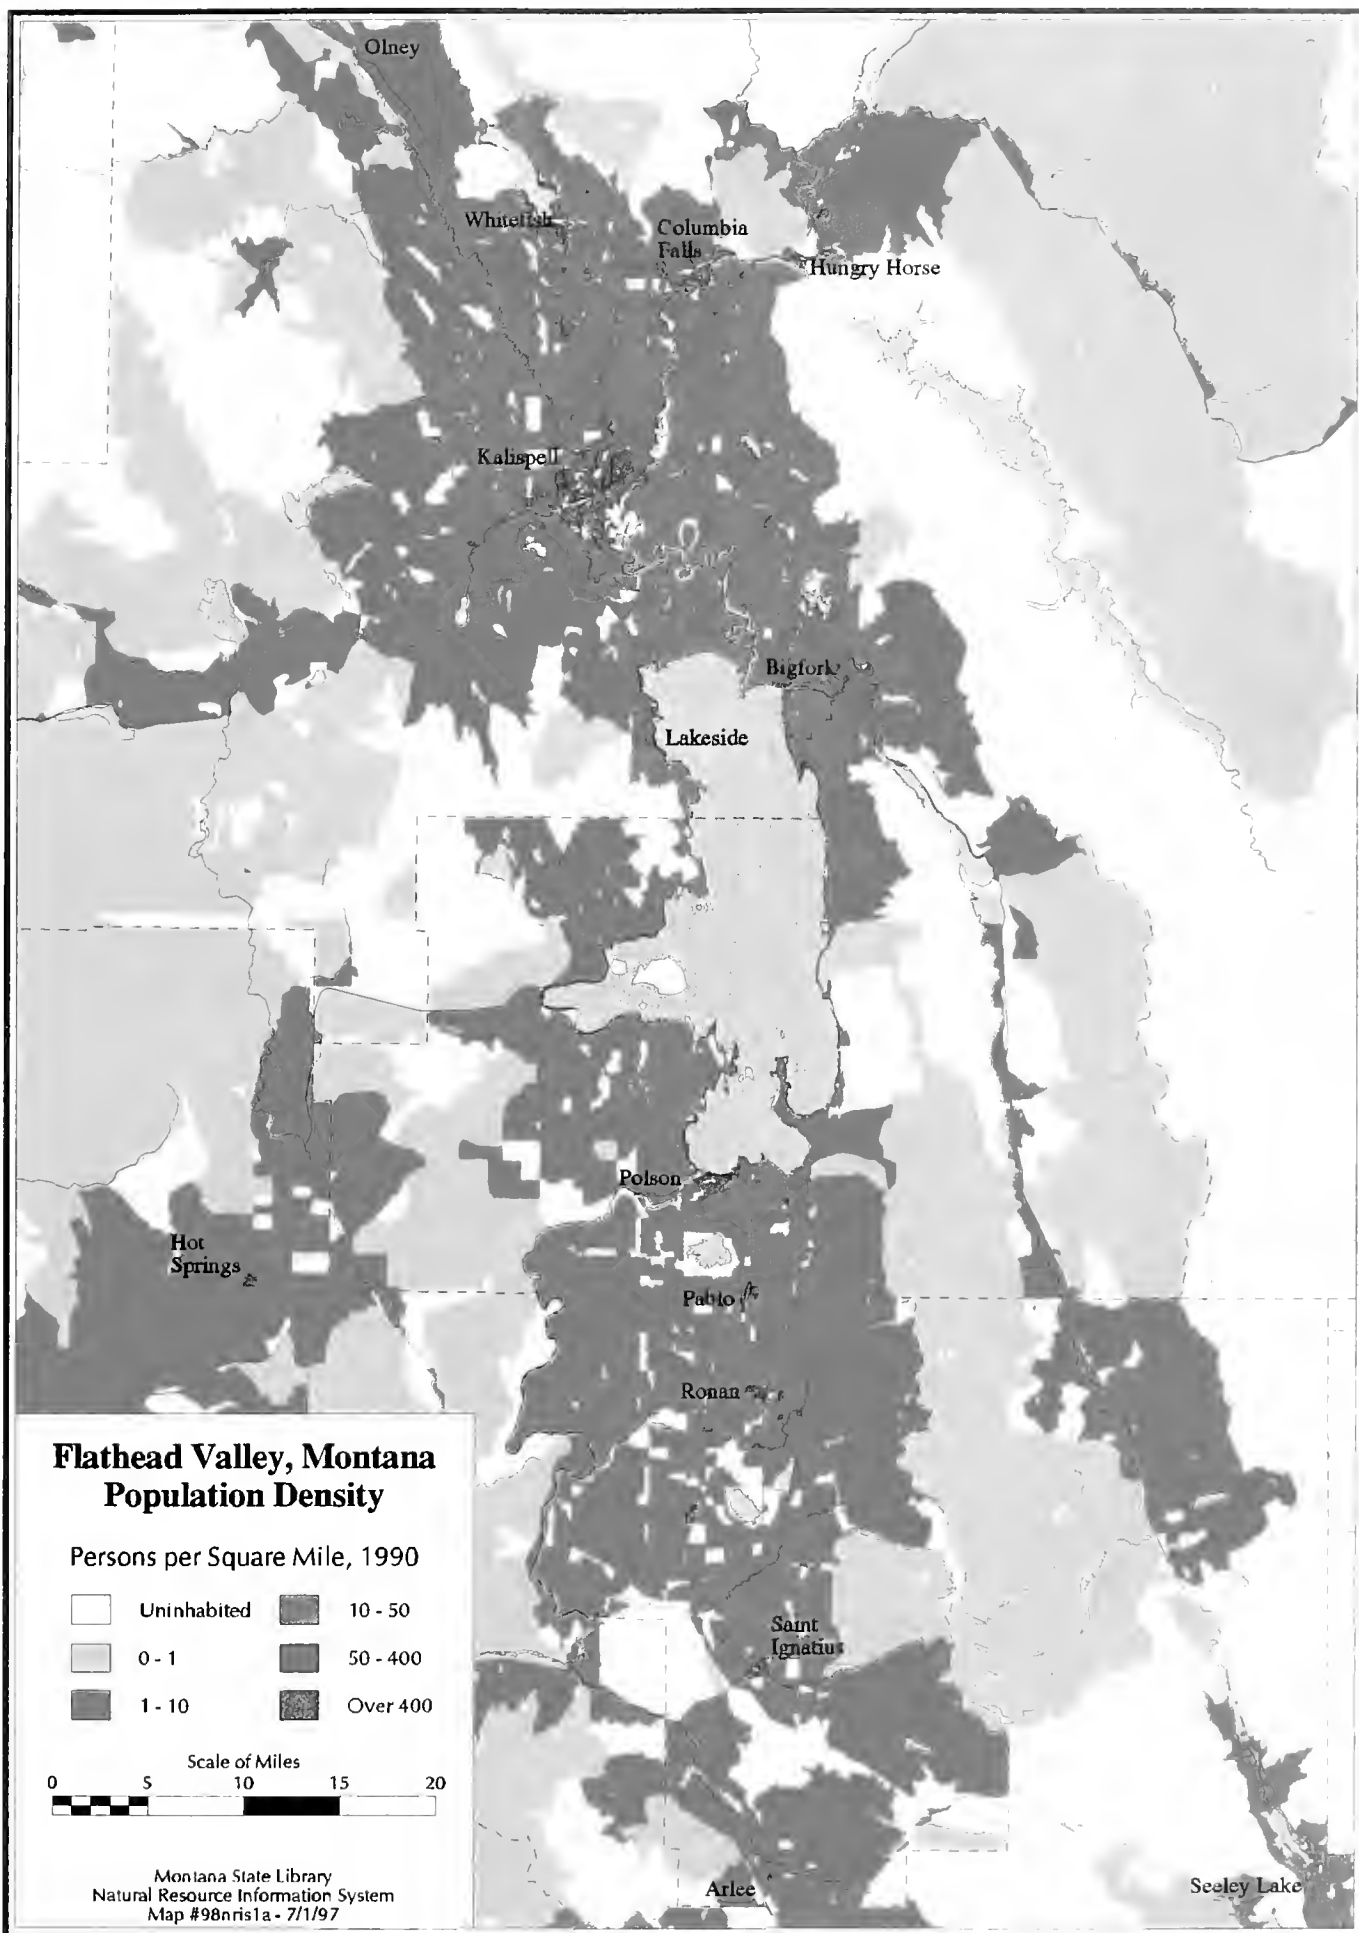 Olney
Whitefish
Columbia
Falls
Hungry Horse
Kalispell
Bigfork
Lakeside
Polson
Hot
Springs
Pablo
Ronan
Saint
Ignatius
Arlee
Seeley Lake
Flathead Valley, Montana
Population Density
Persons per Square Mile, 1990
Uninhabited
10 - 50
0 - 1
50 - 400
1 - 10
Over 400
Scale of Miles
0 5 10 15 20
Montana State Library
Natural Resource Information System
Map #98nris1a - 7/1/97